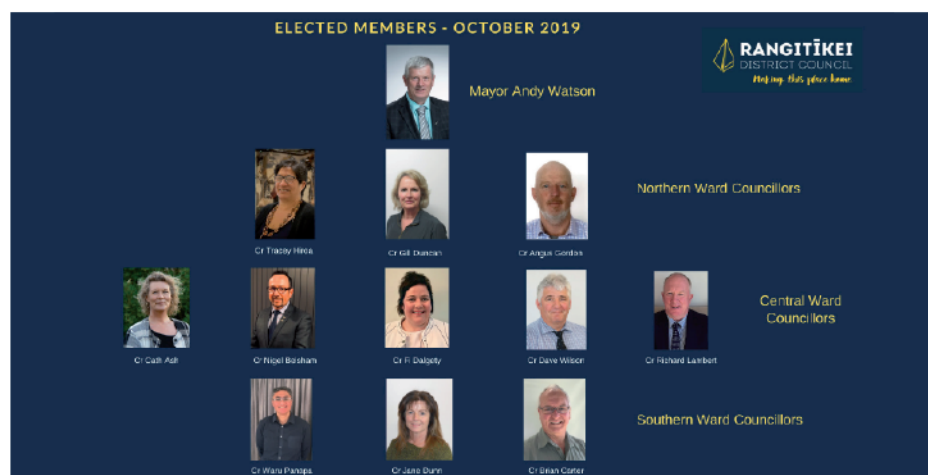 ELECTED MEMBERS - OCTOBER 2019
RANGITĪKEI
DISTRICT COUNCIL
Making this place home.
Mayor Andy Watson
Northern Ward Councillors
Cr Tracey Hiroa
Cr Gill Duncan
Cr Angus Gordon
Central Ward
Councillors
Cr Cath Ash
Cr Nigel Belsham
Cr Fi Dalgety
Cr Dave Wilson
Cr Richard Lambert
Southern Ward Councillors
Cr Waru Panapa
Cr Jane Dunn
Cr Brian Carter